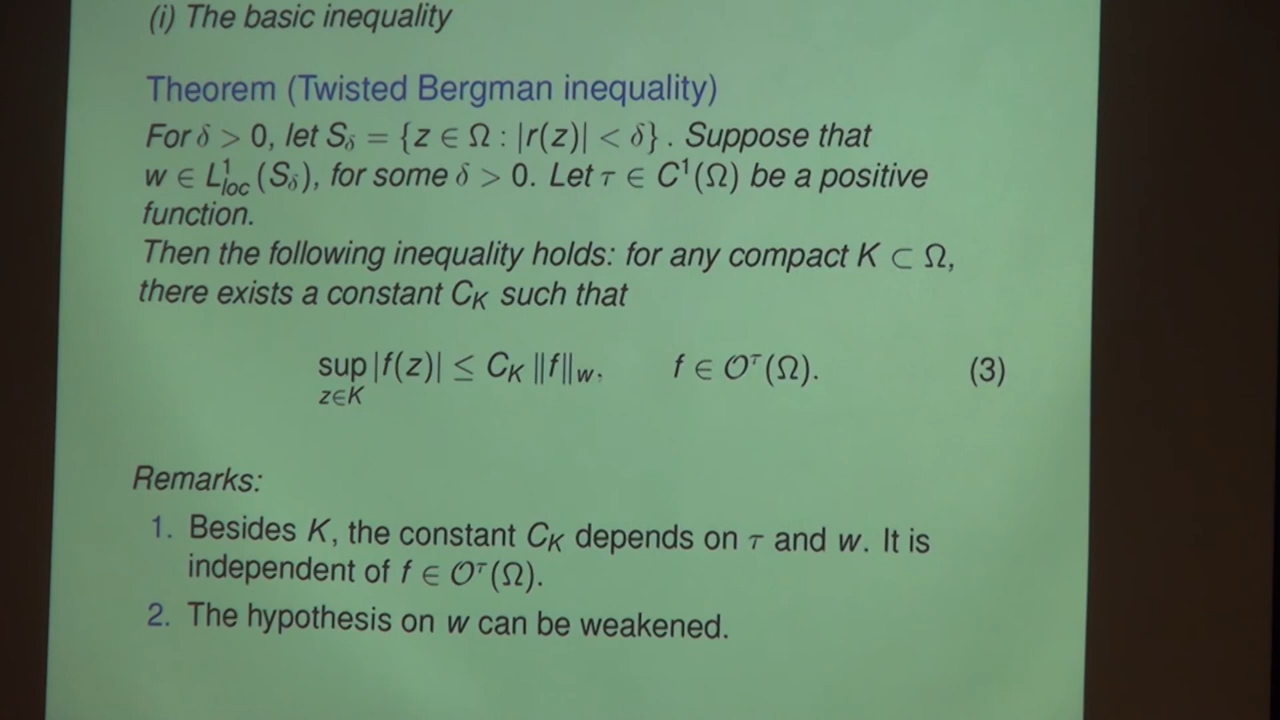 (i) The basic inequality
Theorem (Twisted Bergman inequality)
For δ > 0, let S_δ = {z ∈ Ω : |r(z)| < δ} . Suppose that
w ∈ L¹_loc (S_δ), for some δ > 0. Let τ ∈ C¹(Ω) be a positive
function.
Then the following inequality holds: for any compact K ⊂ Ω,
there exists a constant C_K such that
sup_{z∈K} |f(z)| ≤ C_K ‖f‖_w, f ∈ 𝒪^τ(Ω). (3)
Remarks:
1. Besides K, the constant C_K depends on τ and w. It is
independent of f ∈ 𝒪^τ(Ω).
2. The hypothesis on w can be weakened.